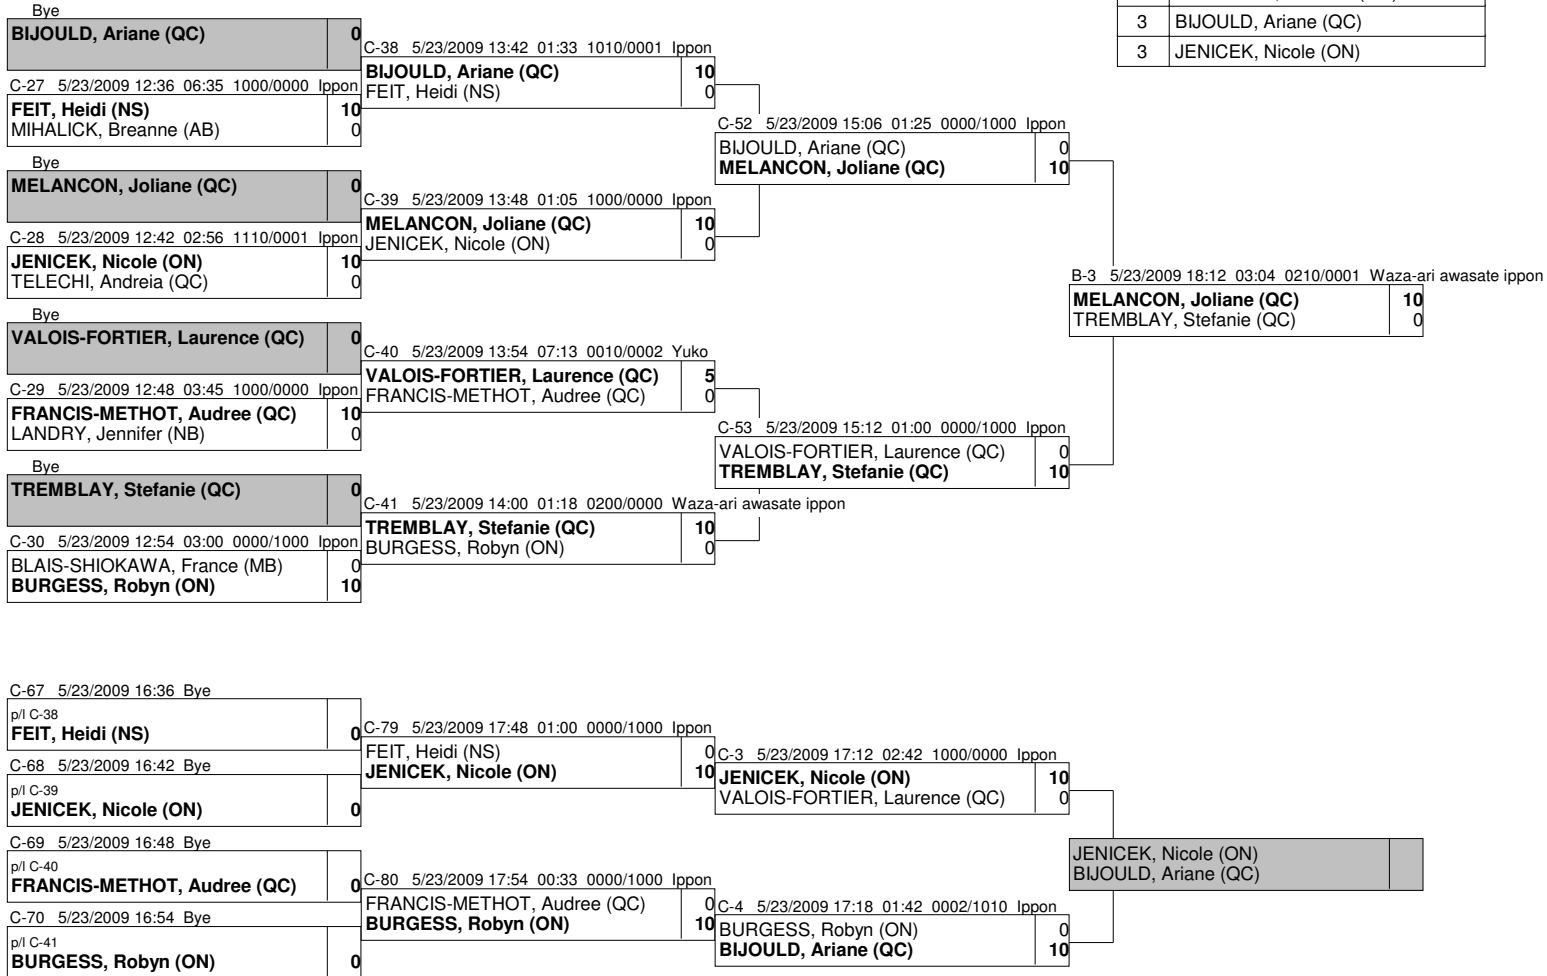 3 BIJOULD, Ariane (QC)
3 JENICEK, Nicole (ON)
Bye
BIJOULD, Ariane (QC) 0
C-27 5/23/2009 12:36 06:35 1000/0000 Ippon
FEIT, Heidi (NS) 10
MIHALICK, Breanne (AB) 0
Bye
MELANCON, Joliane (QC) 0
C-28 5/23/2009 12:42 02:56 1110/0001 Ippon
JENICEK, Nicole (ON) 10
TELECHI, Andreia (QC) 0
Bye
VALOIS-FORTIER, Laurence (QC) 0
C-29 5/23/2009 12:48 03:45 1000/0000 Ippon
FRANCIS-METHOT, Audree (QC) 10
LANDRY, Jennifer (NB) 0
Bye
TREMBLAY, Stefanie (QC) 0
C-30 5/23/2009 12:54 03:00 0000/1000 Ippon
BLAIS-SHIOKAWA, France (MB) 0
BURGESS, Robyn (ON) 10
C-38 5/23/2009 13:42 01:33 1010/0001 Ippon
BIJOULD, Ariane (QC) 10
FEIT, Heidi (NS) 0
C-39 5/23/2009 13:48 01:05 1000/0000 Ippon
MELANCON, Joliane (QC) 10
JENICEK, Nicole (ON) 0
C-40 5/23/2009 13:54 07:13 0010/0002 Yuko
VALOIS-FORTIER, Laurence (QC) 5
FRANCIS-METHOT, Audree (QC) 0
C-41 5/23/2009 14:00 01:18 0200/0000 Waza-ari awasate ippon
TREMBLAY, Stefanie (QC) 10
BURGESS, Robyn (ON) 0
C-52 5/23/2009 15:06 01:25 0000/1000 Ippon
BIJOULD, Ariane (QC) 0
MELANCON, Joliane (QC) 10
C-53 5/23/2009 15:12 01:00 0000/1000 Ippon
VALOIS-FORTIER, Laurence (QC) 0
TREMBLAY, Stefanie (QC) 10
B-3 5/23/2009 18:12 03:04 0210/0001 Waza-ari awasate ippon
MELANCON, Joliane (QC) 10
TREMBLAY, Stefanie (QC) 0
C-67 5/23/2009 16:36 Bye
p/l C-38
FEIT, Heidi (NS) 0
C-68 5/23/2009 16:42 Bye
p/l C-39
JENICEK, Nicole (ON) 0
C-69 5/23/2009 16:48 Bye
p/l C-40
FRANCIS-METHOT, Audree (QC) 0
C-70 5/23/2009 16:54 Bye
p/l C-41
BURGESS, Robyn (ON) 0
C-79 5/23/2009 17:48 01:00 0000/1000 Ippon
FEIT, Heidi (NS) 0
JENICEK, Nicole (ON) 10
C-80 5/23/2009 17:54 00:33 0000/1000 Ippon
FRANCIS-METHOT, Audree (QC) 0
BURGESS, Robyn (ON) 10
C-3 5/23/2009 17:12 02:42 1000/0000 Ippon
JENICEK, Nicole (ON) 10
VALOIS-FORTIER, Laurence (QC) 0
C-4 5/23/2009 17:18 01:42 0002/1010 Ippon
BURGESS, Robyn (ON) 0
BIJOULD, Ariane (QC) 10
JENICEK, Nicole (ON)
BIJOULD, Ariane (QC)